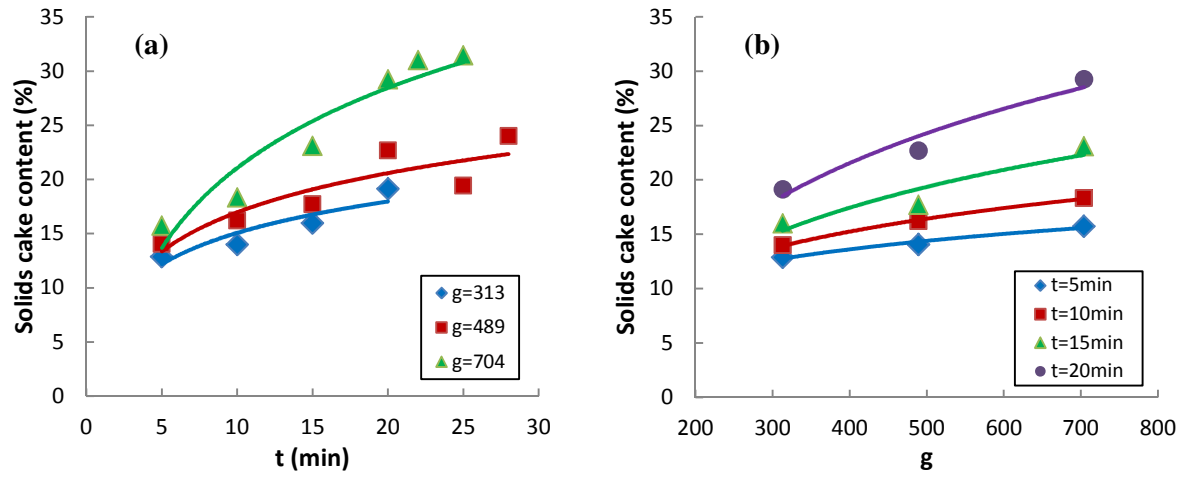 (a)
Solids cake content (%)
35
30
25
20
15
10
5
0
0 5 10 15 20 25 30
t (min)
g=313
g=489
g=704
(b)
Solids cake content (%)
35
30
25
20
15
10
5
0
200 300 400 500 600 700 800
g
t=5min
t=10min
t=15min
t=20min